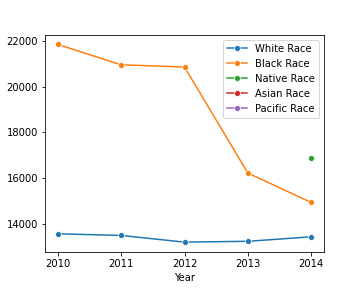 22000
20000
18000
16000
14000
White Race
Black Race
Native Race
Asian Race
Pacific Race
2010 2011 2012 2013 2014
Year